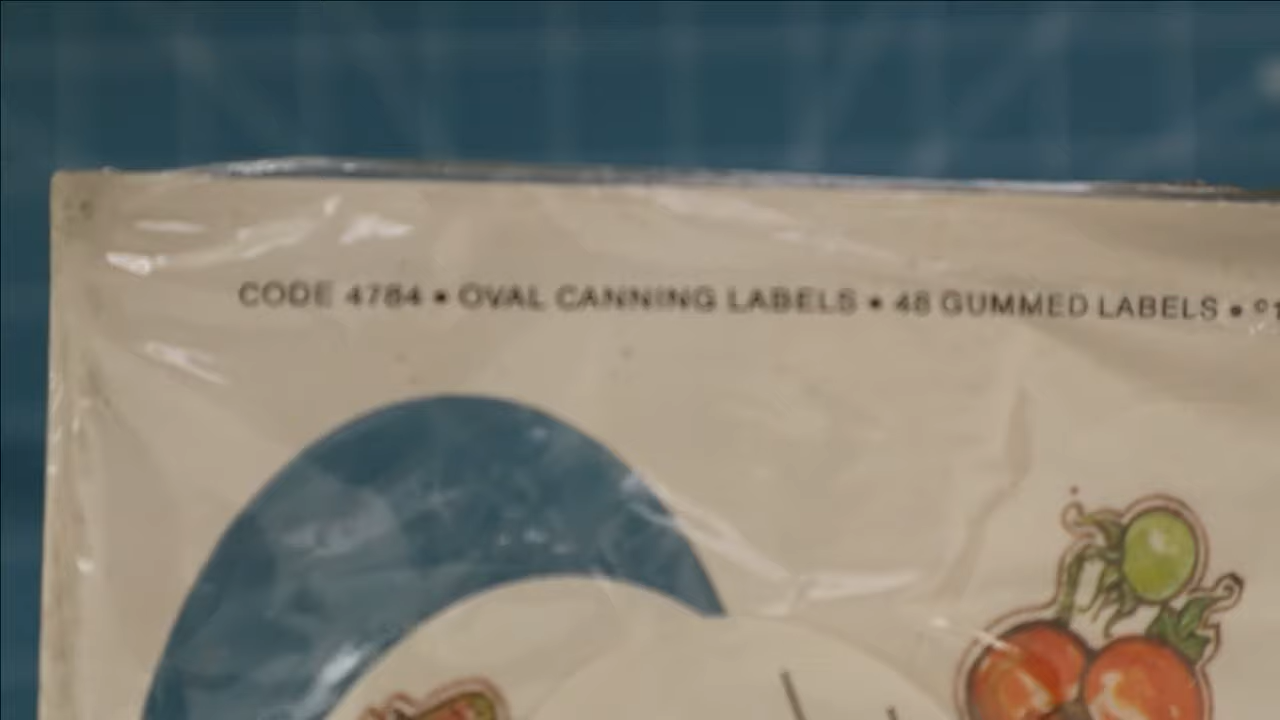 CODE 4784 • OVAL CANNING LABELS • 48 GUMMED LABELS •